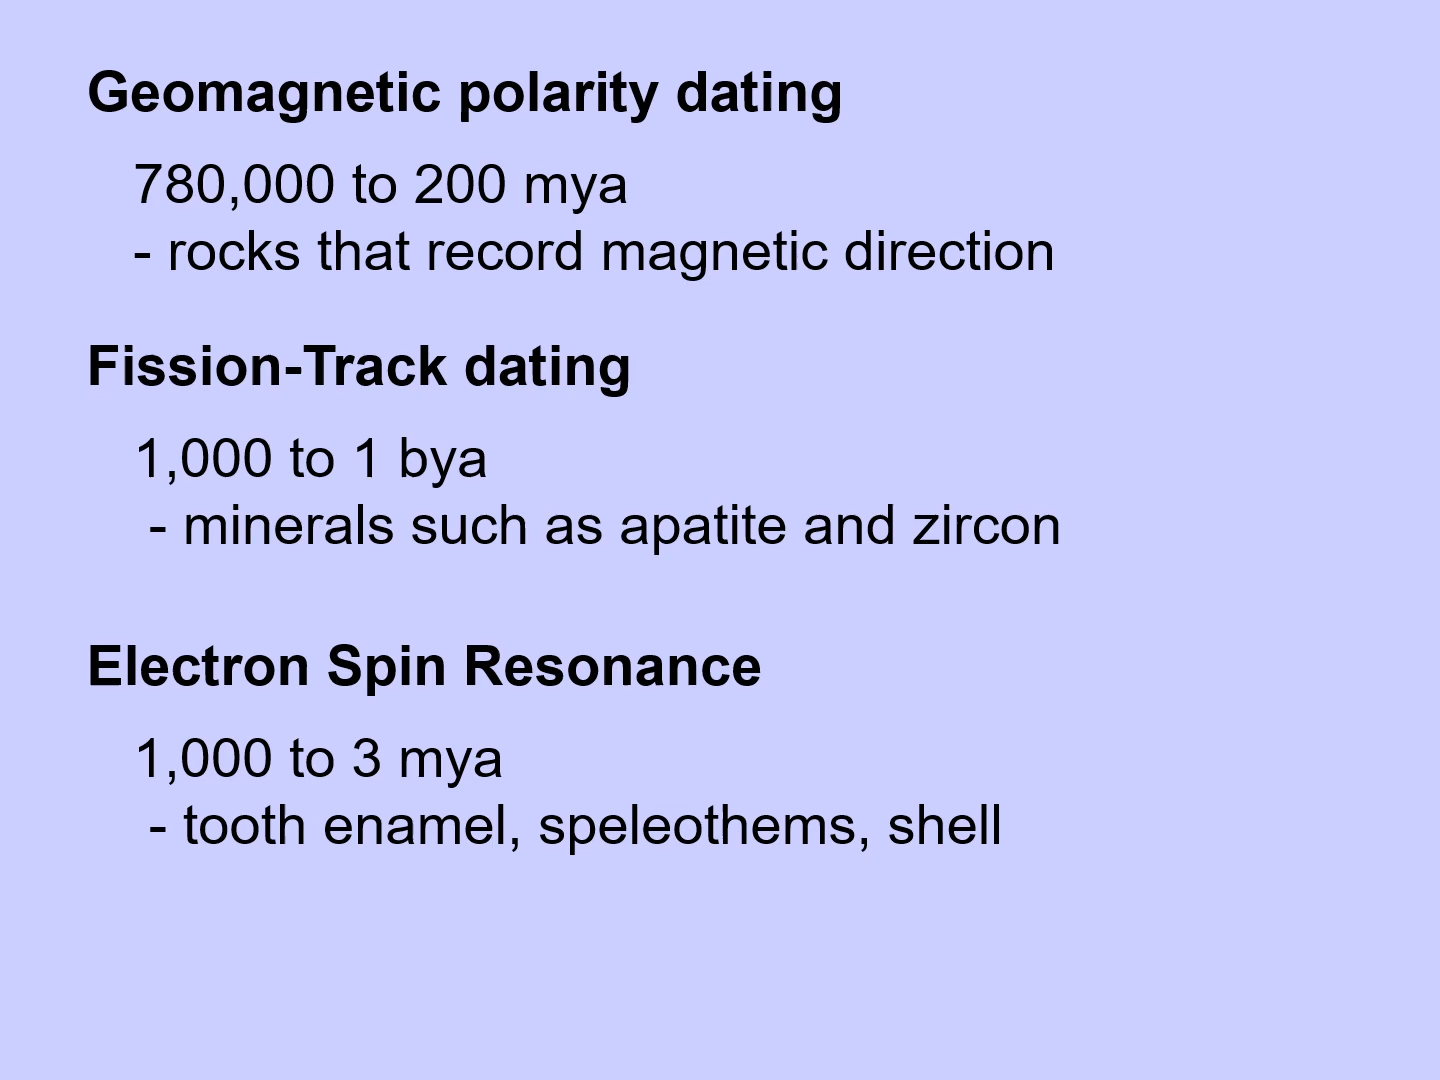 Geomagnetic polarity dating
780,000 to 200 mya
- rocks that record magnetic direction
Fission-Track dating
1,000 to 1 bya
- minerals such as apatite and zircon
Electron Spin Resonance
1,000 to 3 mya
- tooth enamel, speleothems, shell